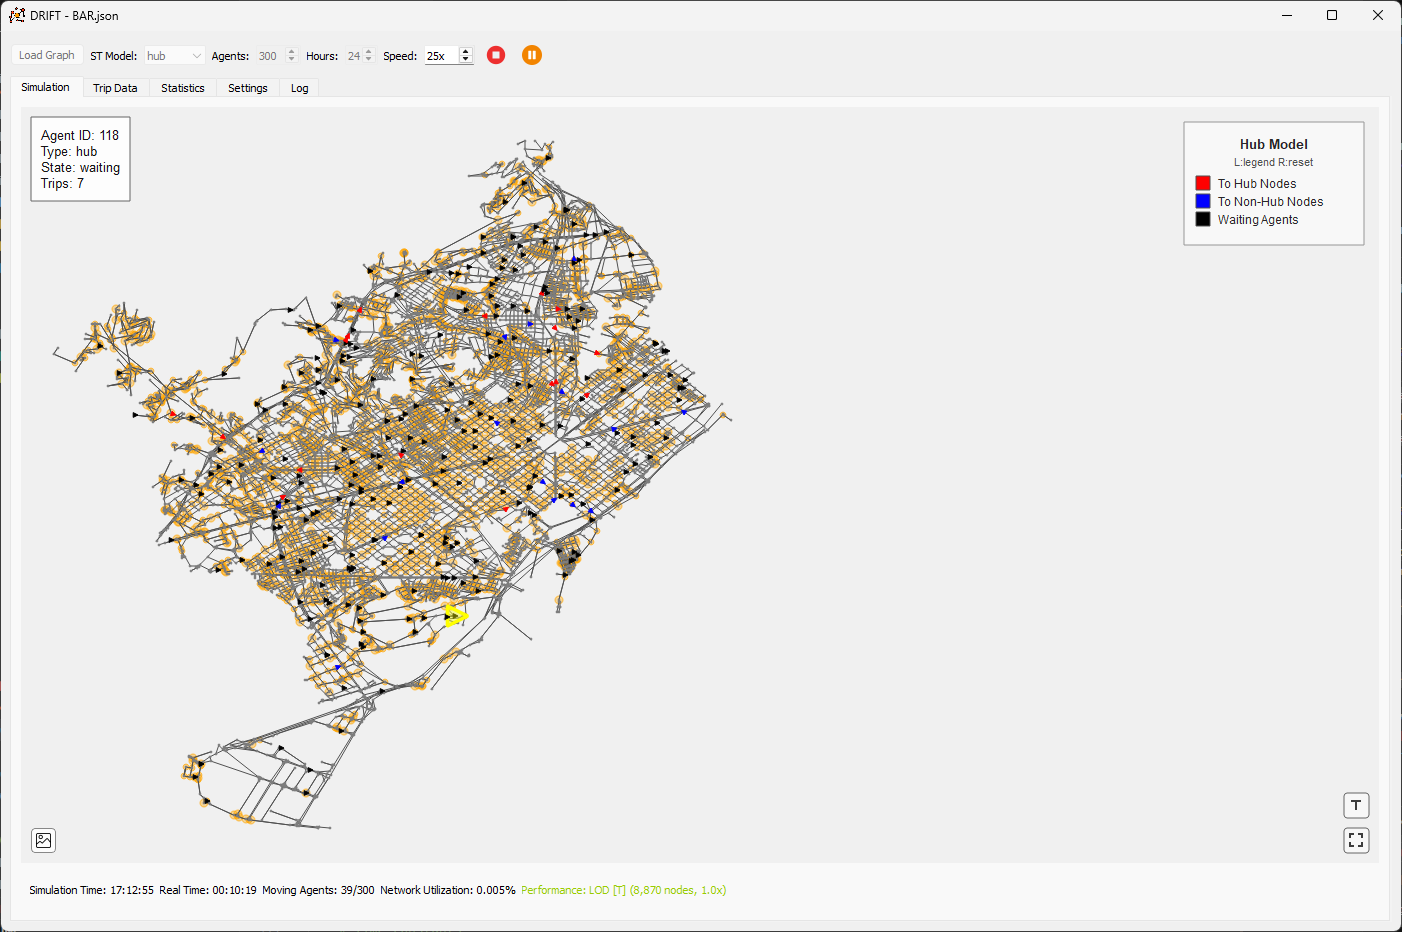 DRIFT - BAR.json
Load Graph ST Model: hub Agents: 300 Hours: 24 Speed: 25x
Simulation Trip Data Statistics Settings Log
Agent ID: 118
Type: hub
State: waiting
Trips: 7
Hub Model
L:legend R:reset
To Hub Nodes
To Non-Hub Nodes
Waiting Agents
T
Simulation Time: 17:12:55 Real Time: 00:10:19 Moving Agents: 39/300 Network Utilization: 0.005% Performance: LOD [T] (8,870 nodes, 1.0x)